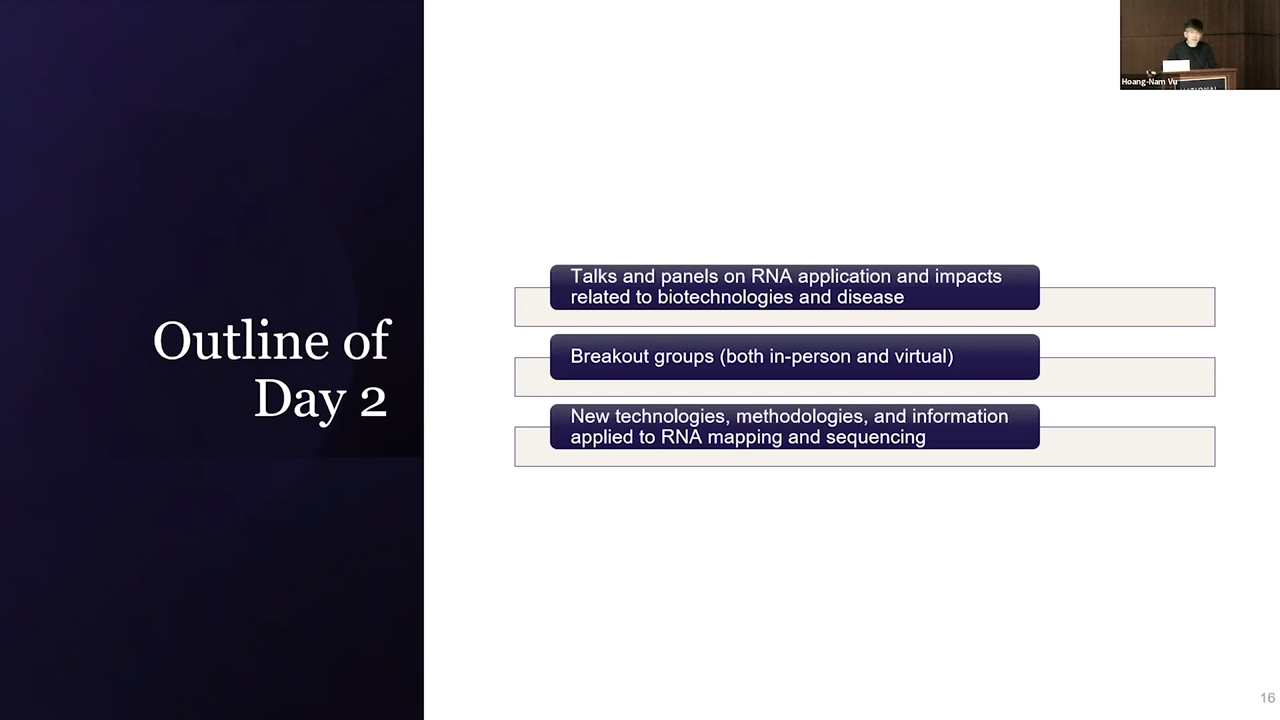 Hoang-Nam Vu
NATIONAL
Outline of
Day 2
Talks and panels on RNA application and impacts
related to biotechnologies and disease
Breakout groups (both in-person and virtual)
New technologies, methodologies, and information
applied to RNA mapping and sequencing
16